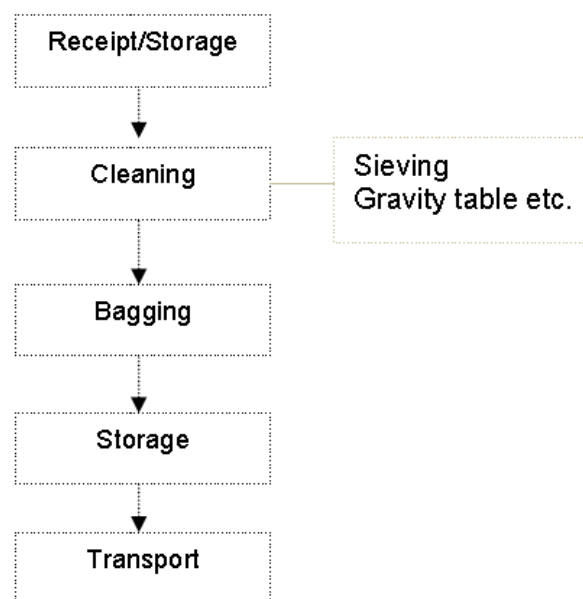 Receipt/Storage
Cleaning
Sieving
Gravity table etc.
Bagging
Storage
Transport